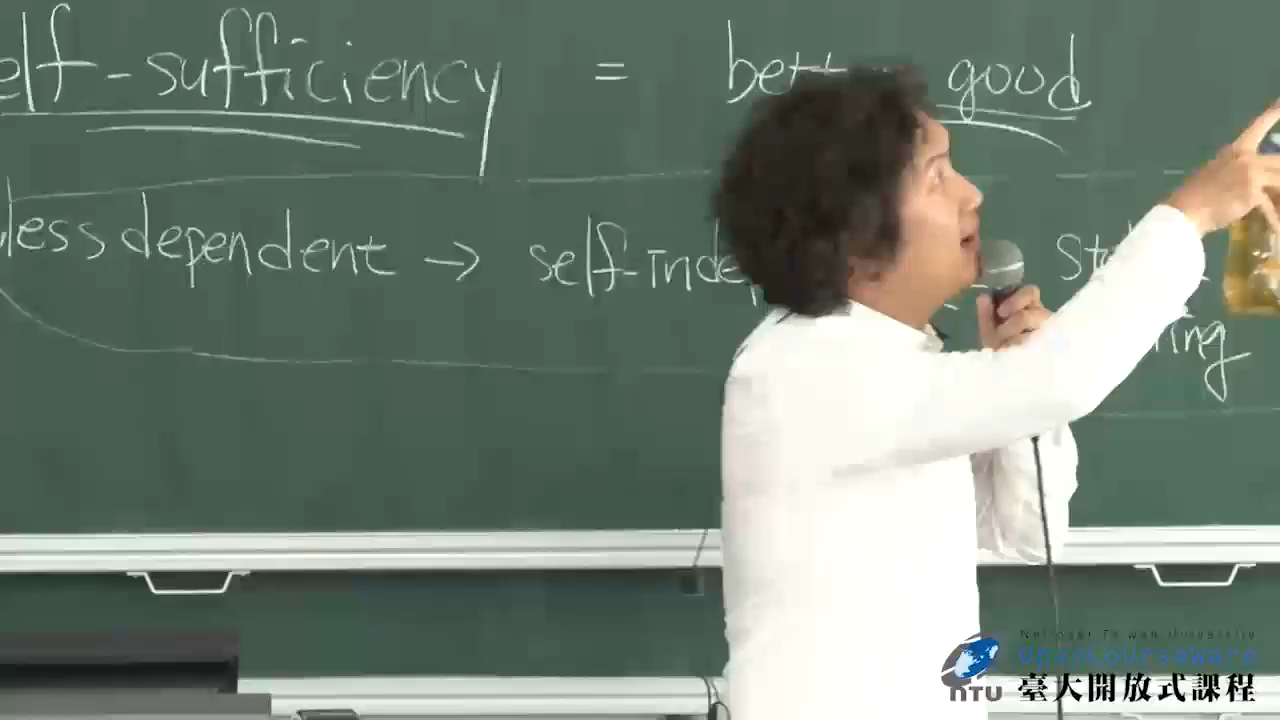 elf-sufficiency = good
less dependent → self-indep
ring
National Taiwan University
OpenCourseware
NTU 臺大開放式課程